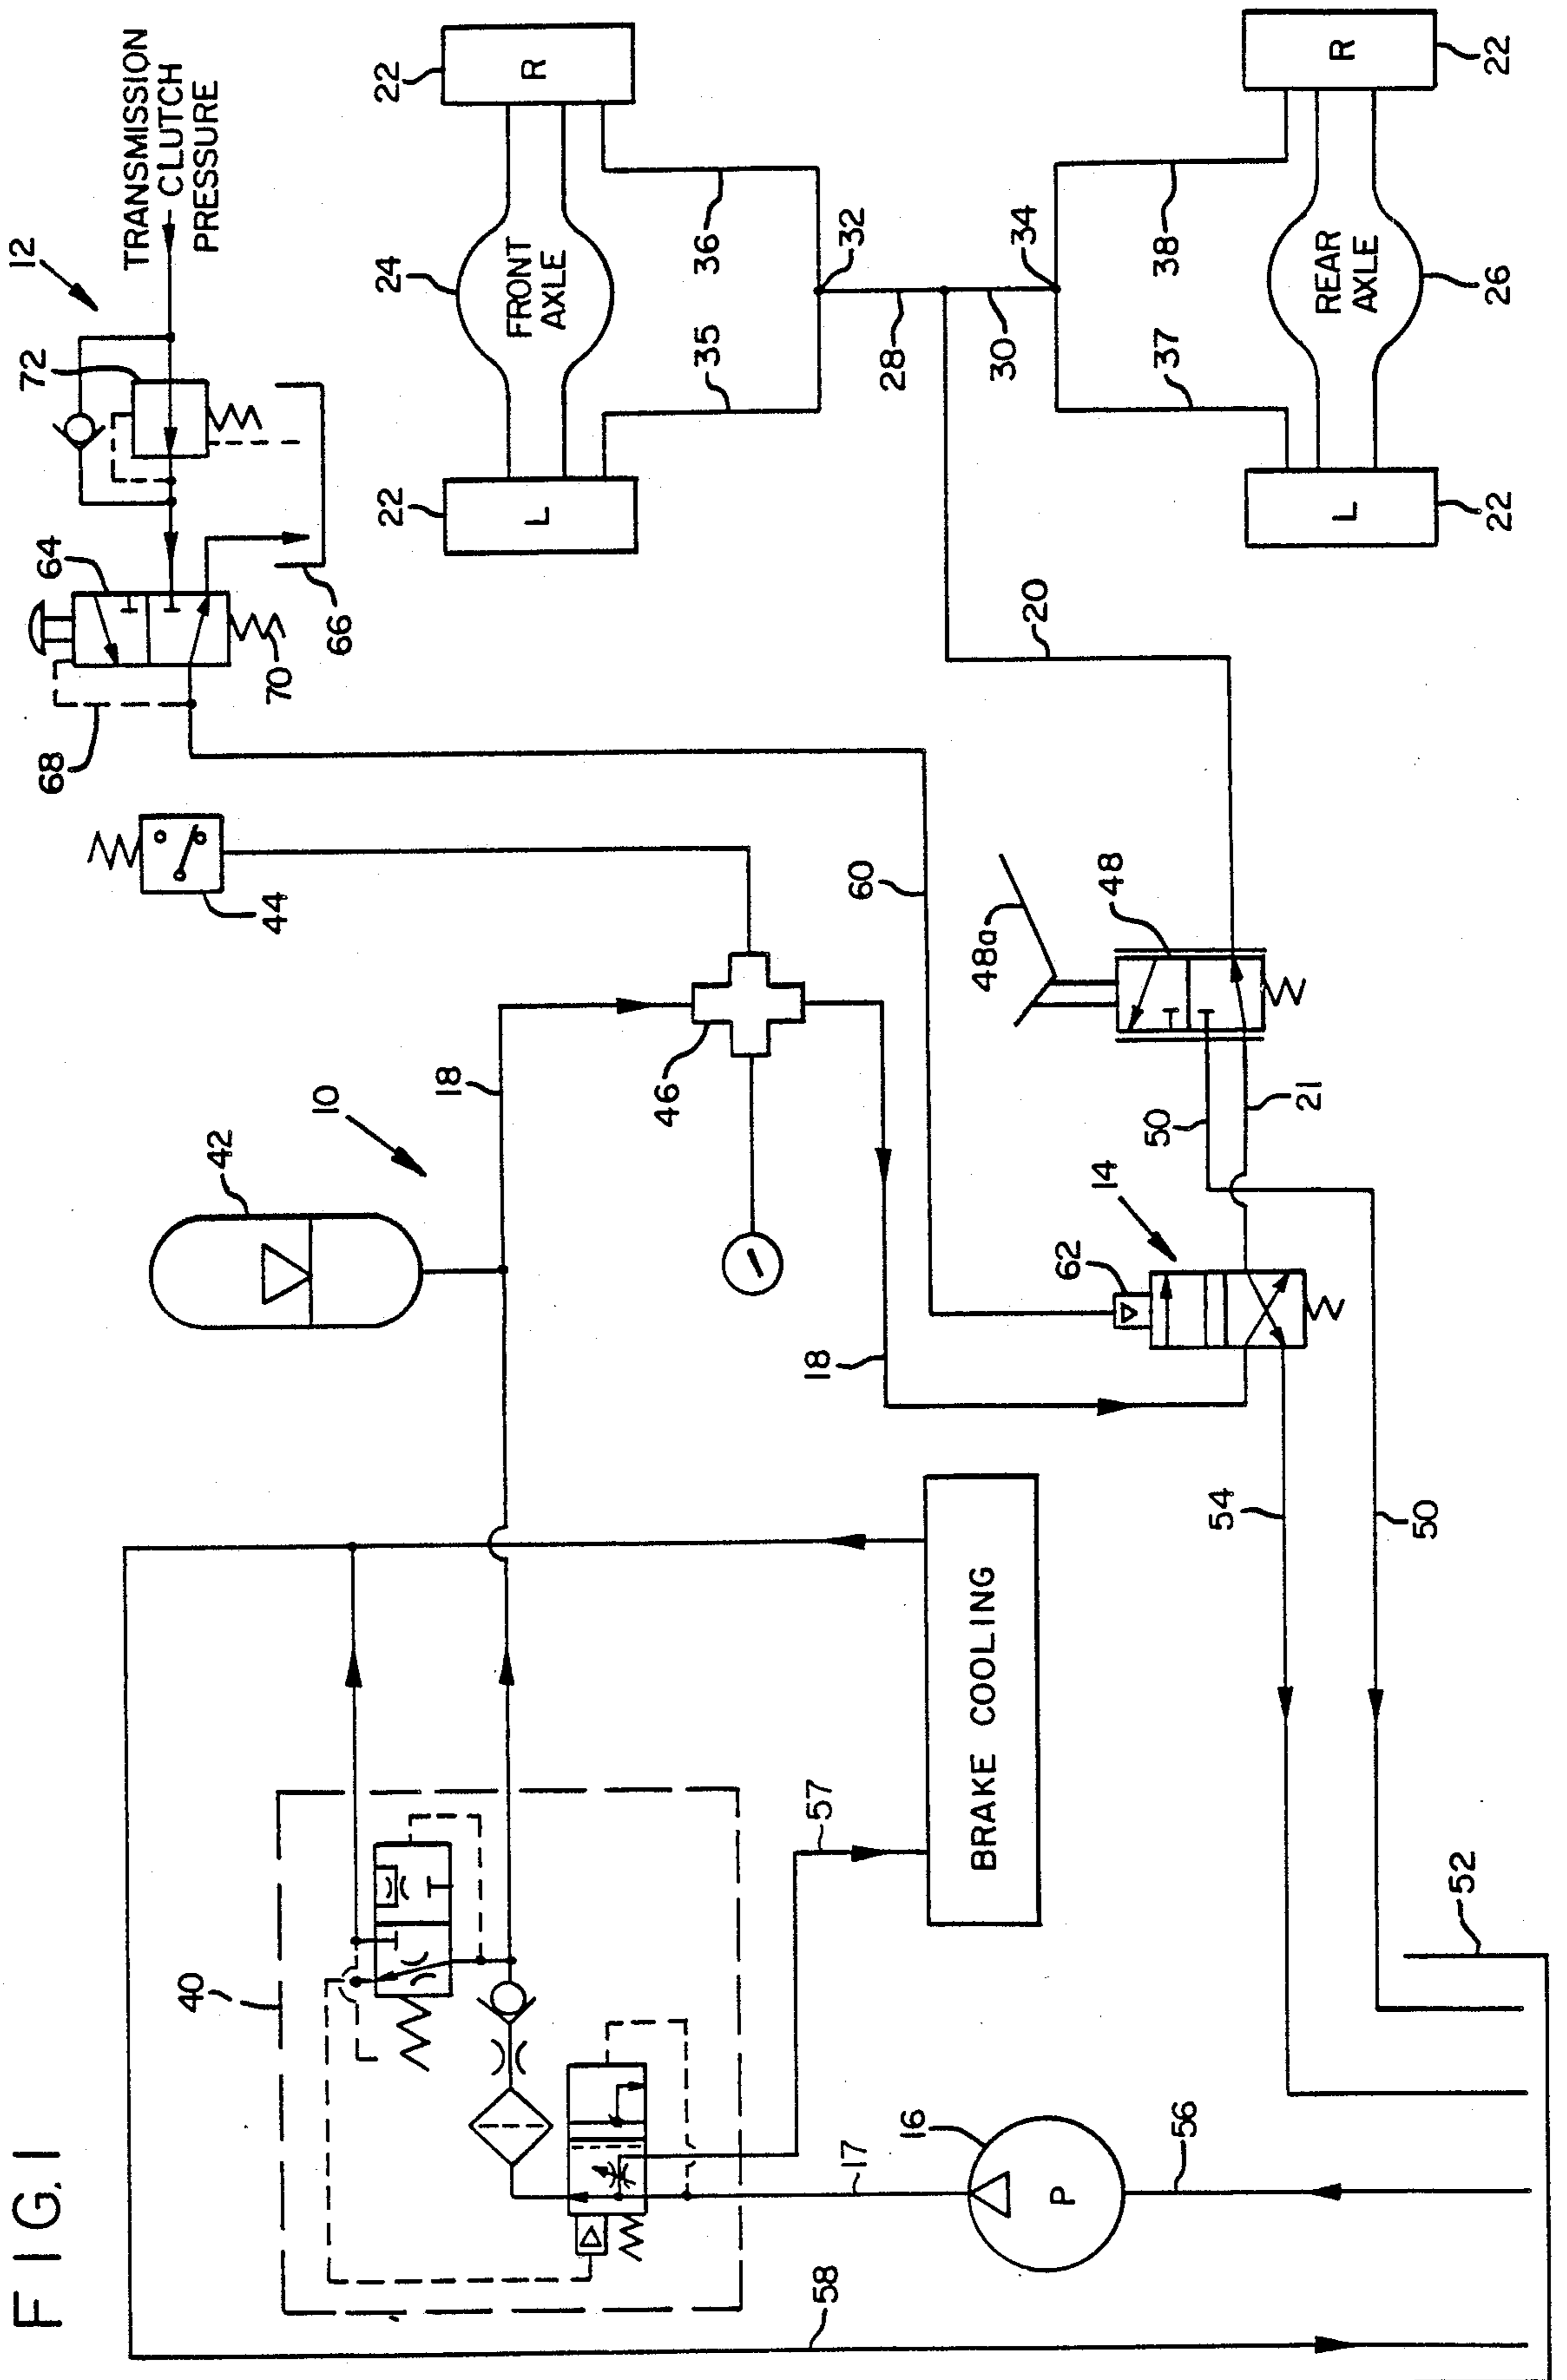 FIG. 1
12
TRANSMISSION
CLUTCH
PRESSURE
72
64
66
68
70
22
R
24
FRONT
AXLE
22
L
36
35
32
28
30
34
38
37
22
R
REAR
AXLE
26
22
L
20
44
60
48
48a
46
18
10
42
50
21
14
62
18
54
50
BRAKE COOLING
57
40
52
16
P
17
56
58